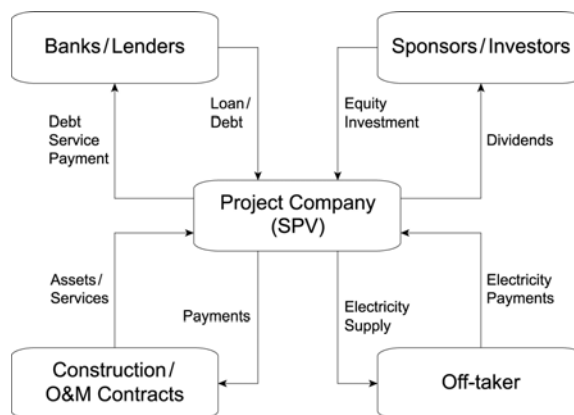 Banks/Lenders
Sponsors/Investors
Loan/
Debt
Equity
Investment
Debt
Service
Payment
Dividends
Project Company
(SPV)
Assets/
Services
Payments
Electricity
Supply
Electricity
Payments
Construction/
O&M Contracts
Off-taker